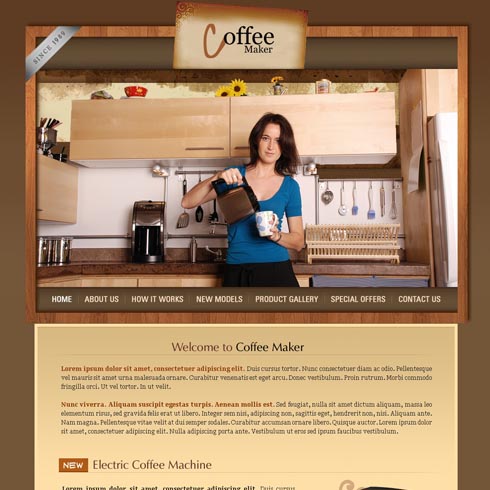 SINCE 1989
Coffee
Maker
HOME ABOUT US HOW IT WORKS NEW MODELS PRODUCT GALLERY SPECIAL OFFERS CONTACT US
Welcome to Coffee Maker
Lorem ipsum dolor sit amet, consectetuer adipiscing elit. Duis cursus tortor. Nunc consectetuer diam ac odio. Pellentesque
vel mauris sit amet urna malesuada ornare. Curabitur venenatis est eget arcu. Donec vestibulum. Proin rutrum. Morbi commodo
fringilla orci. Ut vel tortor. In ut velit.
Nunc viverra. Aliquam suscipit egestas turpis. Aenean mollis est. Sed feugiat, nulla sit amet dictum aliquam, massa leo
elementum risus, sed gravida felis erat ut libero. Integer sem nisi, adipiscing non, sagittis eget, hendrerit non, nisi. Aliquam ante.
Nam magna. Pellentesque vitae velit at dui semper sodales. Curabitur accumsan ornare libero. Quisque auctor. Lorem ipsum dolor
sit amet, consectetuer adipiscing elit. Nulla adipiscing porta ante. Vestibulum orci eros, faucibus vestibulum
NEW Electric Coffee Machine
Lorem ipsum dolor sit amet, consectetuer adipiscing elit. Duis cursus